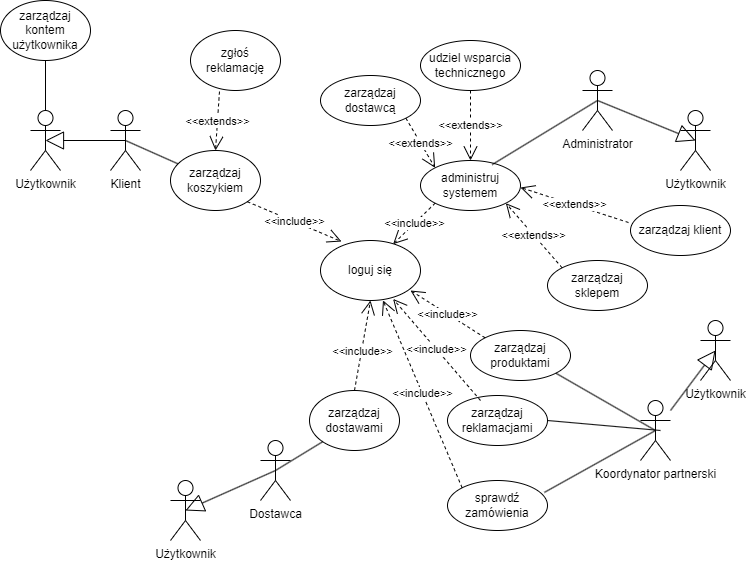 zarządzaj
kontem
użytkownika
zgłoś
reklamację
udziel wsparcia
technicznego
zarządzaj
dostawcą
<<extends>>
<<extends>>
<<extends>>
Administrator
Użytkownik
Klient
zarządzaj
koszykiem
administruj
systemem
Użytkownik
<<extends>>
<<include>>
<<include>>
<<extends>>
zarządzaj klient
loguj się
zarządzaj
sklepem
<<include>>
zarządzaj
produktami
<<include>>
<<include>>
<<include>>
Użytkownik
zarządzaj
dostawami
zarządzaj
reklamacjami
Koordynator partnerski
sprawdź
zamówienia
Dostawca
Użytkownik